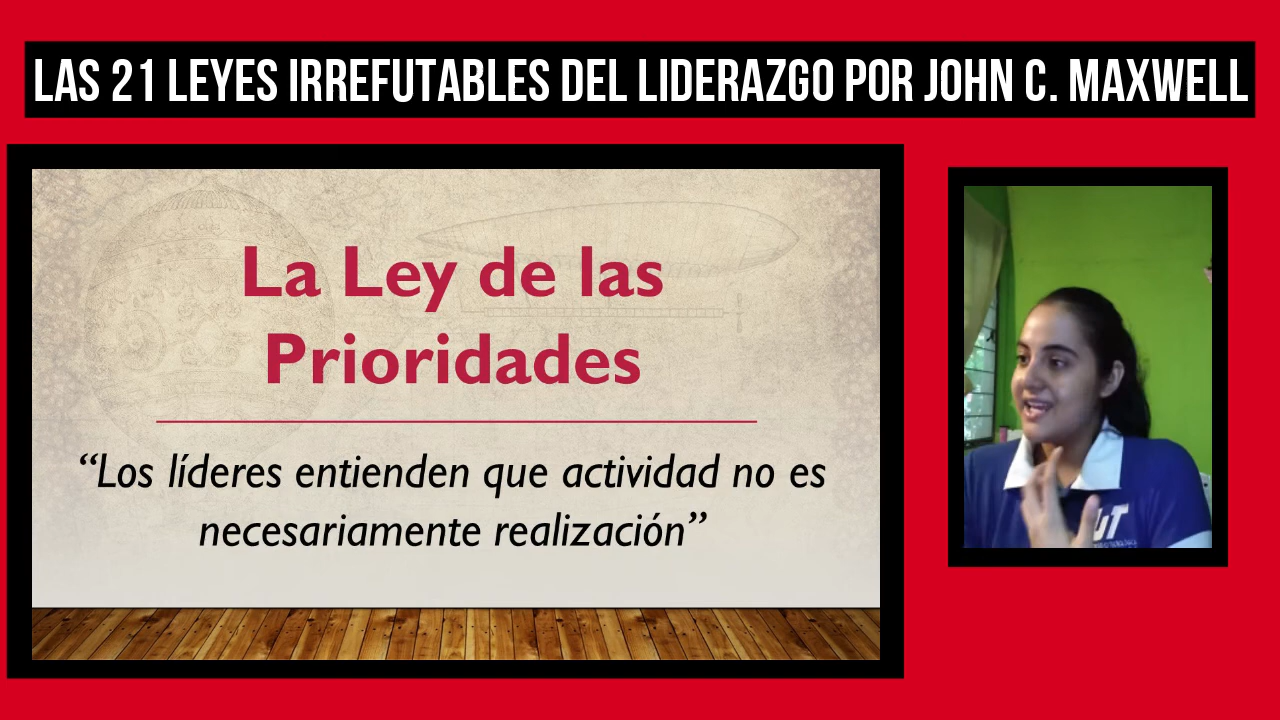 LAS 21 LEYES IRREFUTABLES DEL LIDERAZGO POR JOHN C. MAXWELL
La Ley de las
Prioridades
“Los líderes entienden que actividad no es
necesariamente realización”